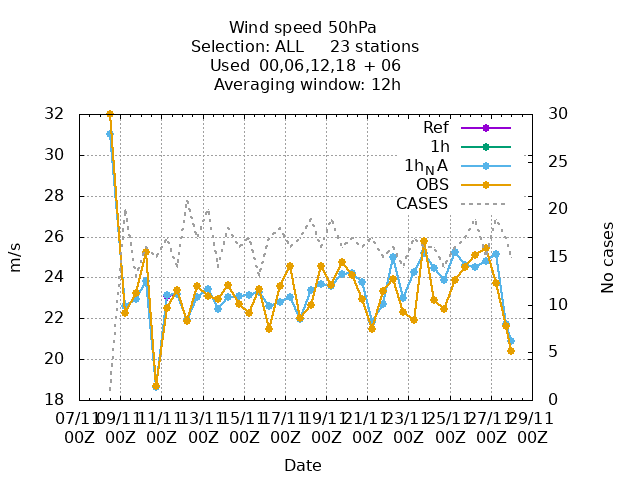 Wind speed 50hPa
Selection: ALL 23 stations
Used 00,06,12,18 + 06
Averaging window: 12h
32
30
28
26
24
22
20
18
m/s
30
25
20
15
10
5
0
No cases
Ref
1h
1hNA
OBS
CASES
07/11 09/11 11/11 13/11 15/11 17/11 19/11 21/11 23/11 25/11 27/11 29/11
00Z 00Z 00Z 00Z 00Z 00Z 00Z 00Z 00Z 00Z 00Z 00Z
Date